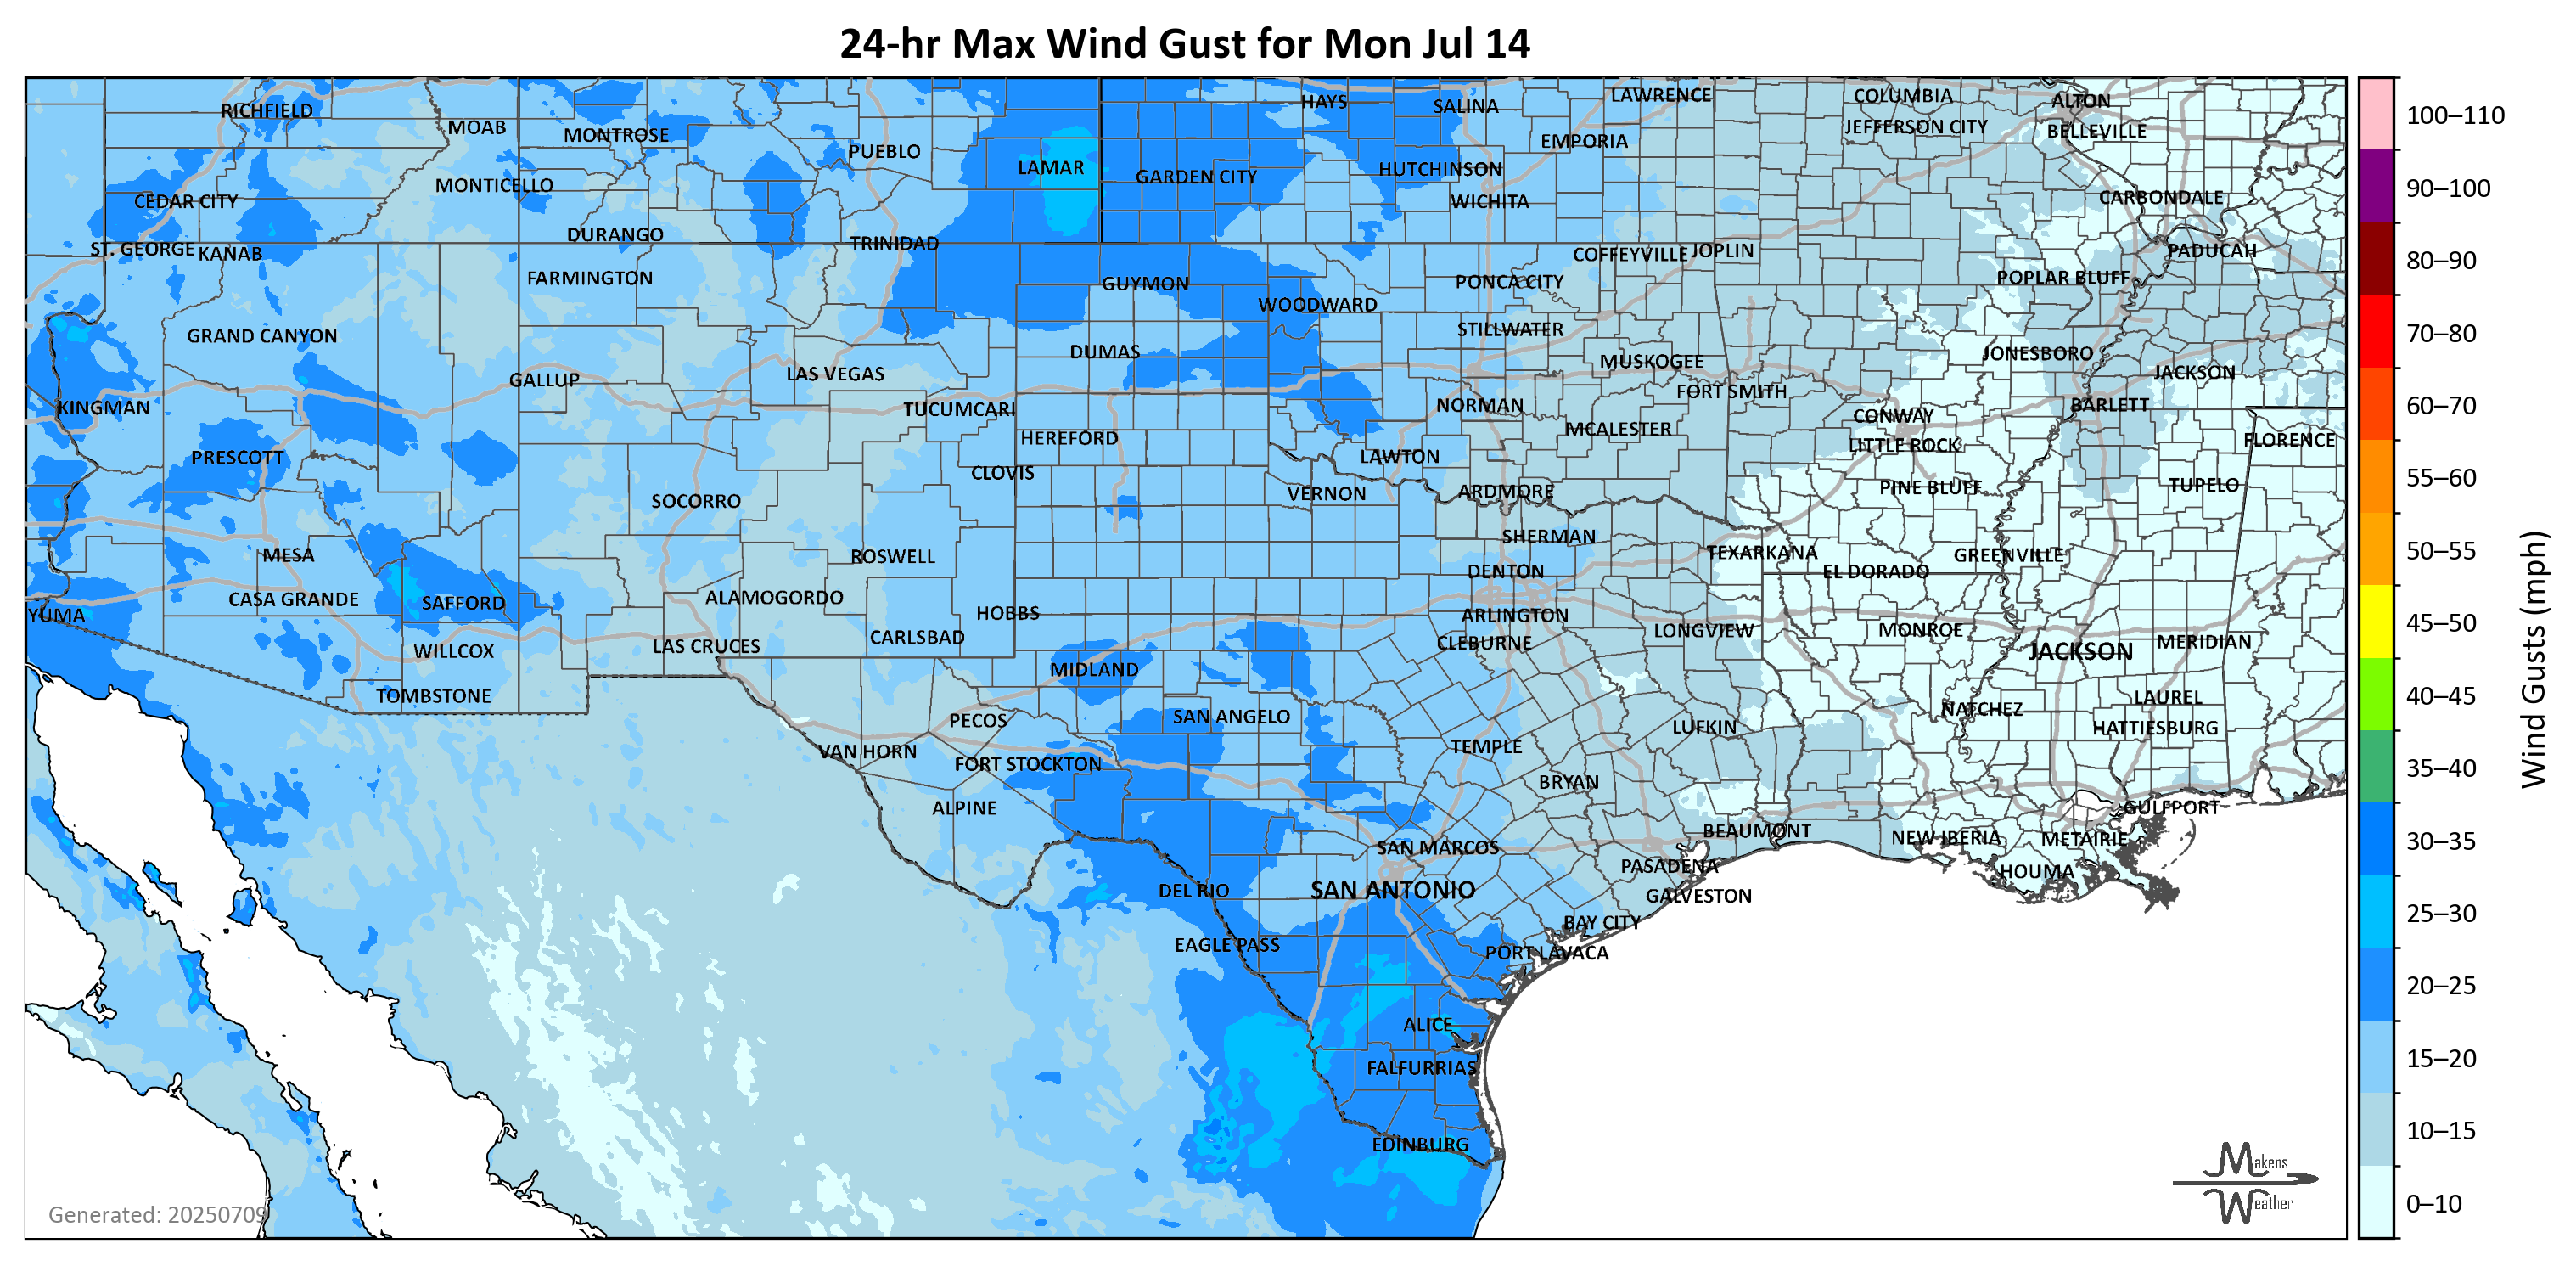 24-hr Max Wind Gust for Mon Jul 14
RICHFIELD
MOAB
MONTROSE
PUEBLO
LAMAR
HAYS
SALINA
LAWRENCE
COLUMBIA
ALTON
EMPORIA
JEFFERSON CITY
BELLEVILLE
GARDEN CITY
HUTCHINSON
MONTICELLO
CEDAR CITY
WICHITA
CARBONDALE
DURANGO
TRINIDAD
ST. GEORGE
KANAB
COFFEYVILLE
JOPLIN
PADUCAH
FARMINGTON
GUYMON
PONCA CITY
POPLAR BLUFF
WOODWARD
GRAND CANYON
STILLWATER
DUMAS
MUSKOGEE
JONESBORO
GALLUP
LAS VEGAS
JACKSON
FORT SMITH
KINGMAN
TUCUMCARI
NORMAN
CONWAY
BARLETT
HEREFORD
MCALESTER
LITTLE ROCK
FLORENCE
PRESCOTT
CLOVIS
LAWTON
SOCORRO
VERNON
ARDMORE
PINE BLUFF
TUPELO
MESA
ROSWELL
SHERMAN
TEXARKANA
GREENVILLE
DENTON
EL DORADO
YUMA
CASA GRANDE
SAFFORD
ALAMOGORDO
HOBBS
ARLINGTON
LAS CRUCES
CARLSBAD
CLEBURNE
LONGVIEW
MONROE
JACKSON
MERIDIAN
WILLCOX
MIDLAND
TOMBSTONE
PECOS
SAN ANGELO
LUFKIN
NATCHEZ
LAUREL
HATTIESBURG
VAN HORN
FORT STOCKTON
TEMPLE
BRYAN
ALPINE
GULFPORT
BEAUMONT
NEW IBERIA
METAIRIE
SAN MARCOS
PASADENA
HOUMA
DEL RIO
SAN ANTONIO
GALVESTON
BAY CITY
EAGLE PASS
PORT LAVACA
ALICE
FALFURRIAS
EDINBURG
Generated: 20250709
Makens
Weather
100–110
90–100
80–90
70–80
60–70
55–60
50–55
45–50
40–45
35–40
30–35
25–30
20–25
15–20
10–15
0–10
Wind Gusts (mph)